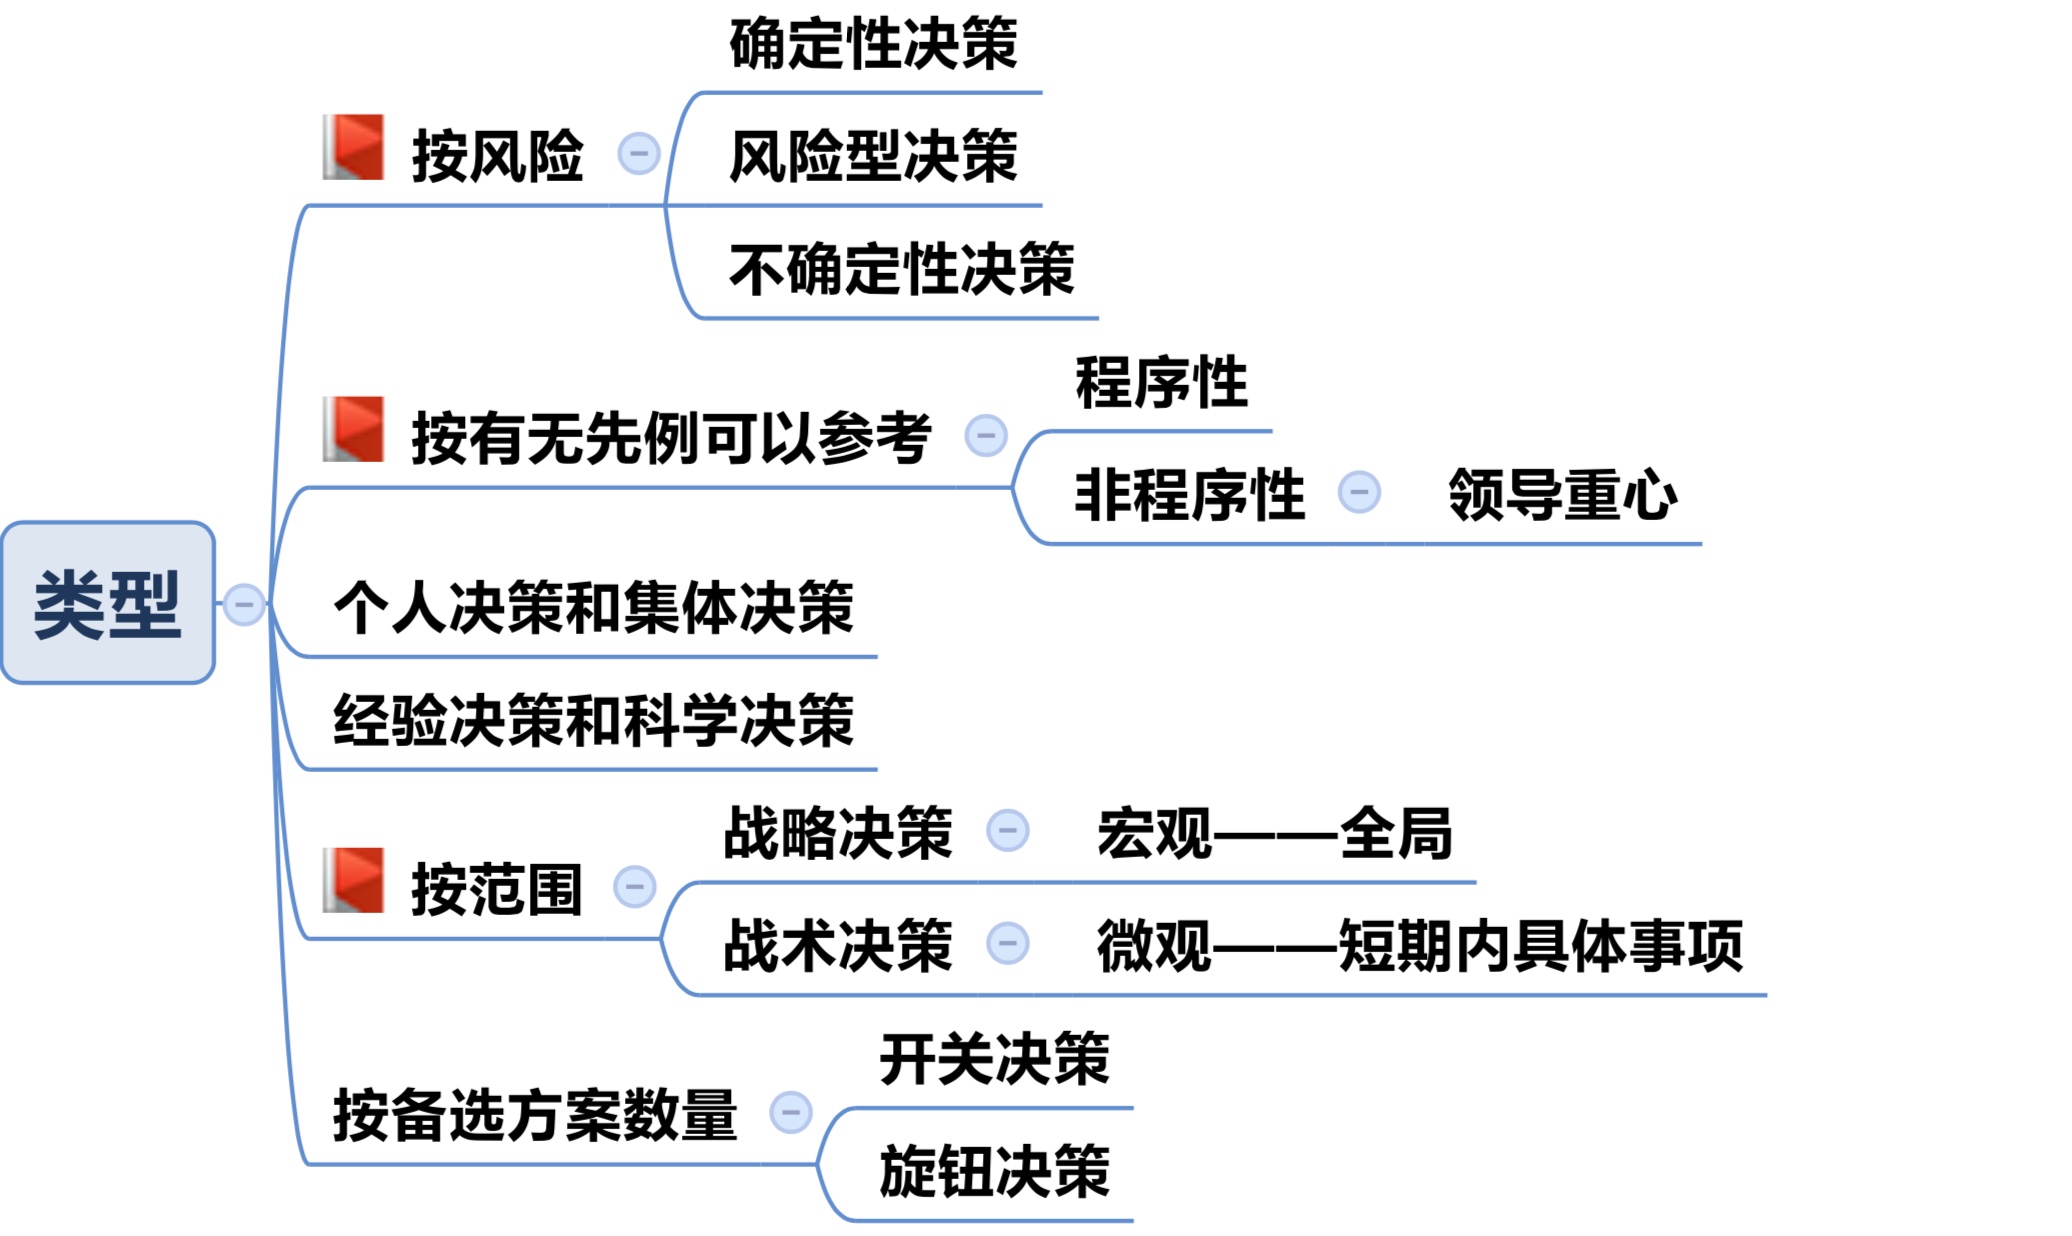 类型
按风险
确定性决策
风险型决策
不确定性决策
按有无先例可以参考
程序性
非程序性
领导重心
个人决策和集体决策
经验决策和科学决策
按范围
战略决策
宏观——全局
战术决策
微观——短期内具体事项
按备选方案数量
开关决策
旋钮决策